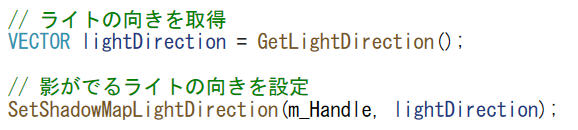 // ライトの向きを取得
VECTOR lightDirection = GetLightDirection();
// 影がでるライトの向きを設定
SetShadowMapLightDirection(m_Handle, lightDirection);